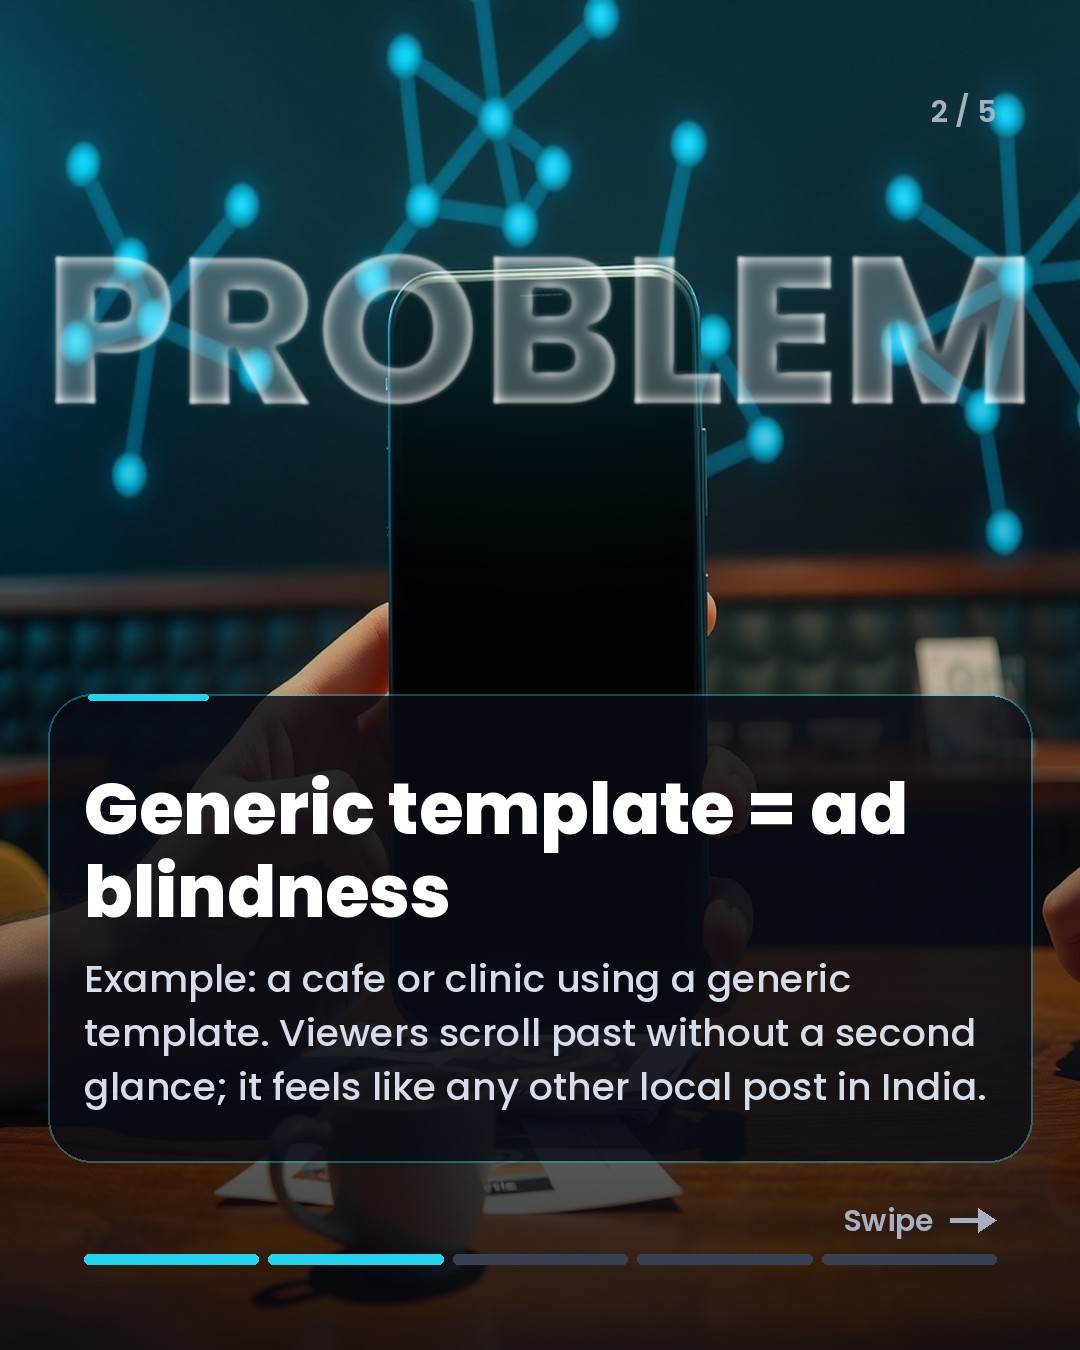 2 / 5
PROBLEM
Generic template = ad
blindness
Example: a cafe or clinic using a generic
template. Viewers scroll past without a second
glance; it feels like any other local post in India.
Swipe